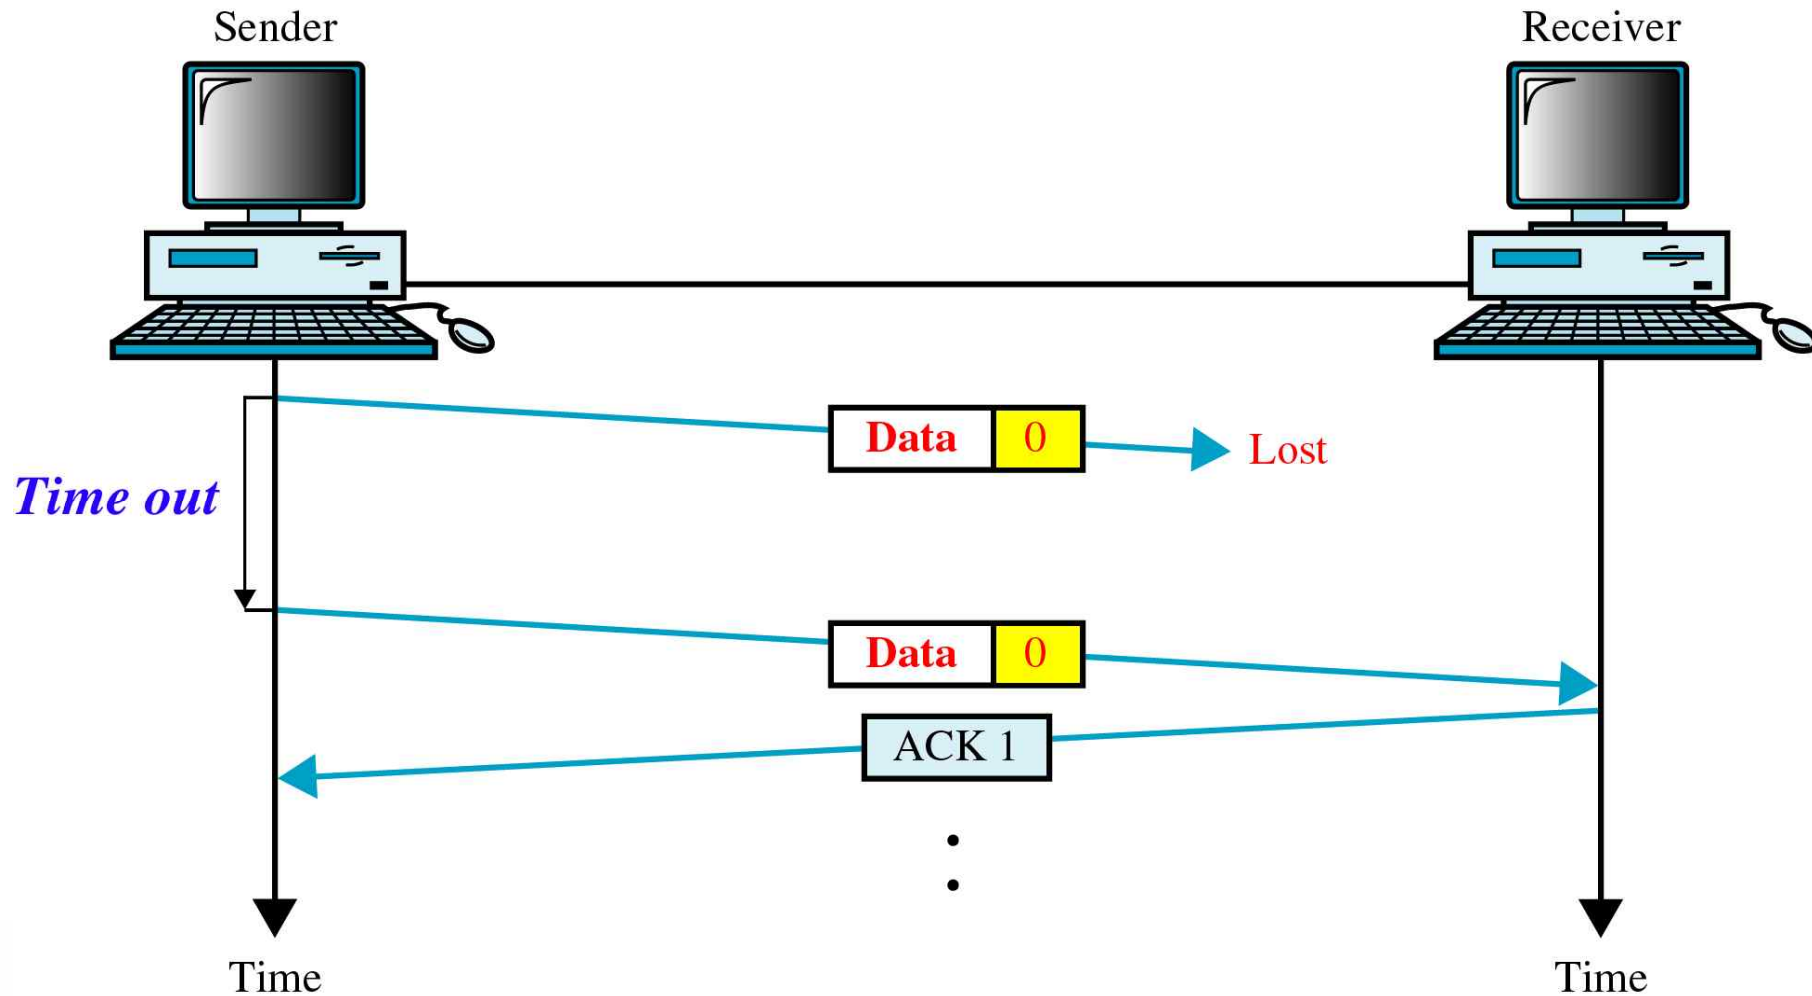 Sender
Receiver
Data 0
Lost
Time out
Data 0
ACK 1
Time
Time